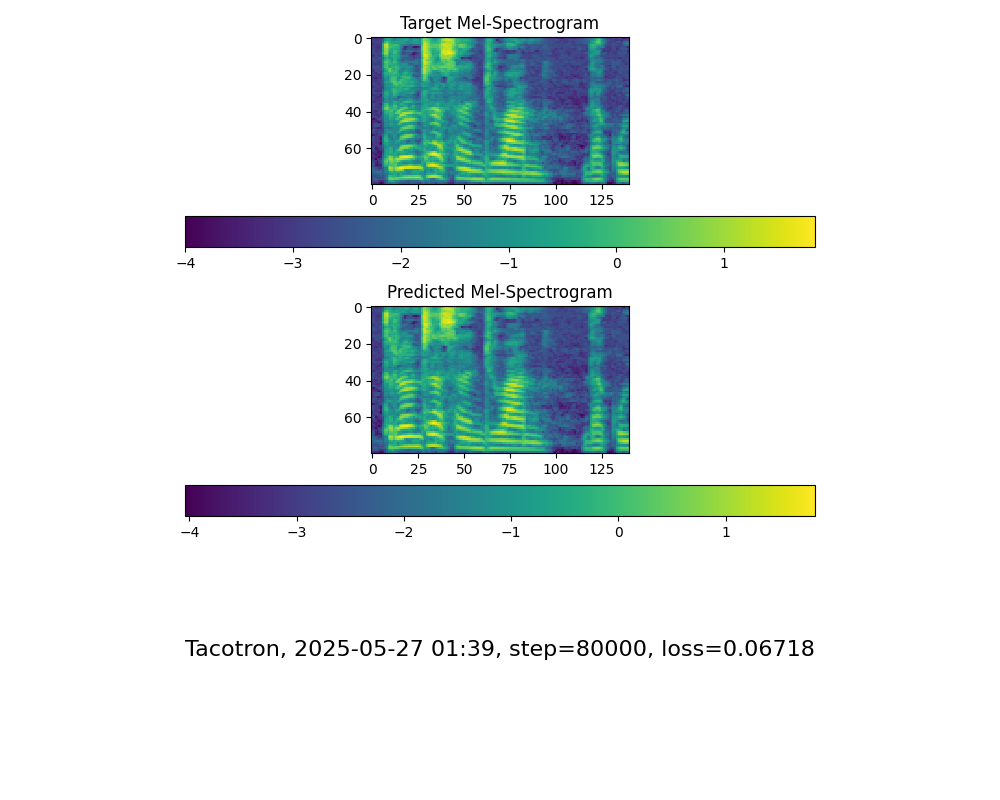 Target Mel-Spectrogram
0
20
40
60
0 25 50 75 100 125
−4 −3 −2 −1 0 1
Predicted Mel-Spectrogram
0
20
40
60
0 25 50 75 100 125
−4 −3 −2 −1 0 1
Tacotron, 2025-05-27 01:39, step=80000, loss=0.06718